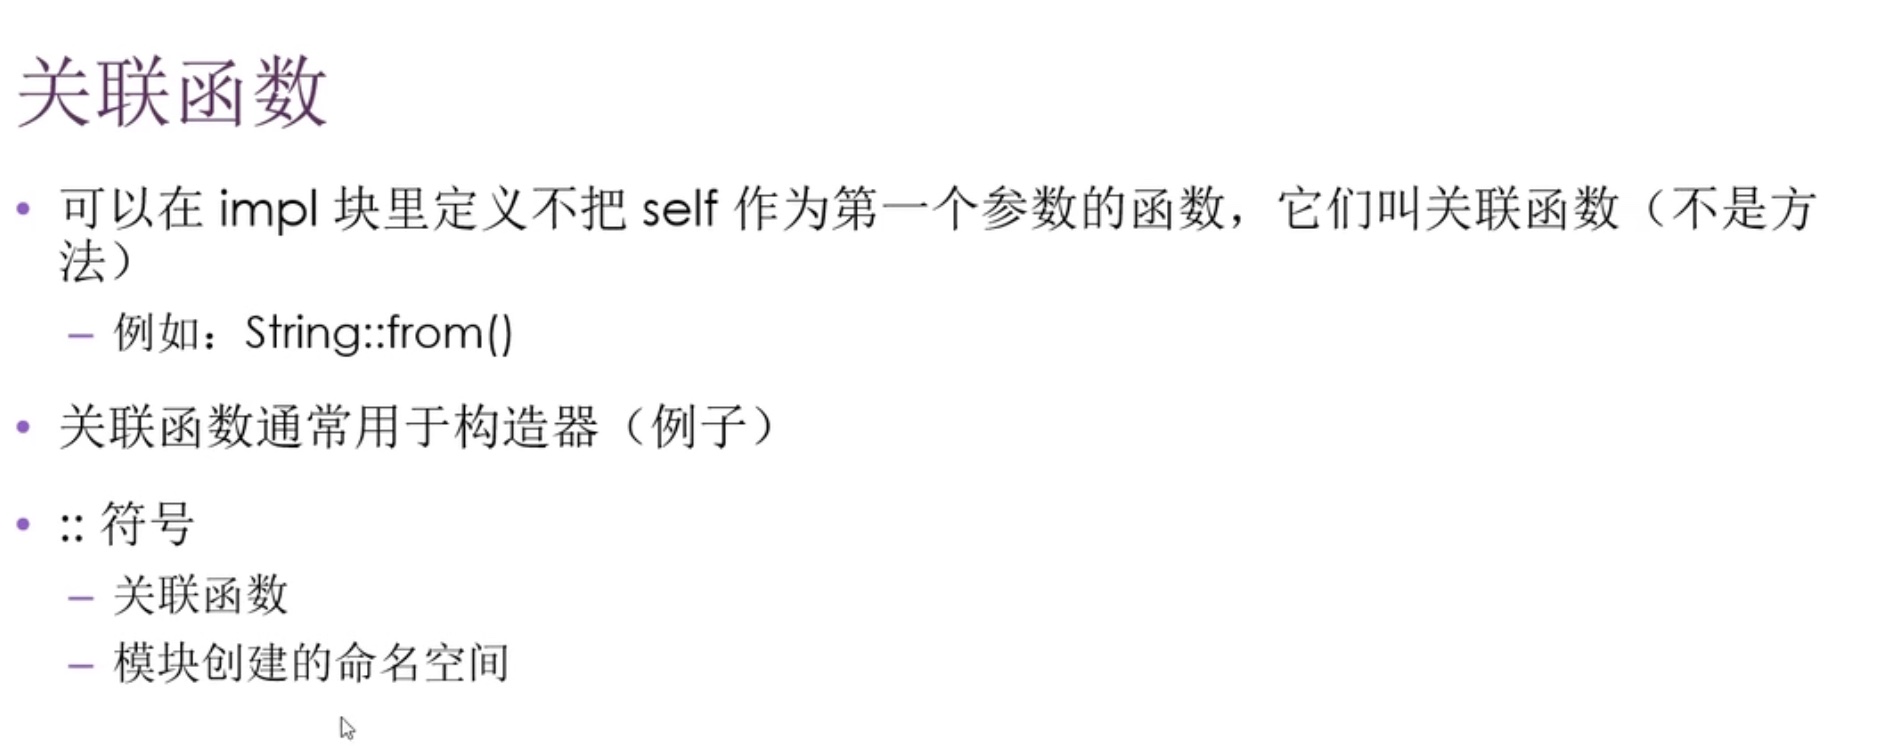 关联函数
• 可以在 impl 块里定义不把 self 作为第一个参数的函数，它们叫关联函数（不是方
法）
– 例如：String::from()
• 关联函数通常用于构造器（例子）
• :: 符号
– 关联函数
– 模块创建的命名空间